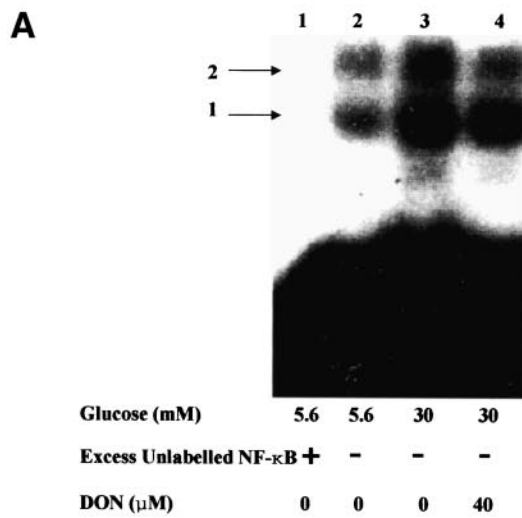 A
1 2 3 4
2
1
Glucose (mM) 5.6 5.6 30 30
Excess Unlabelled NF-κB + - - -
DON (μM) 0 0 0 40